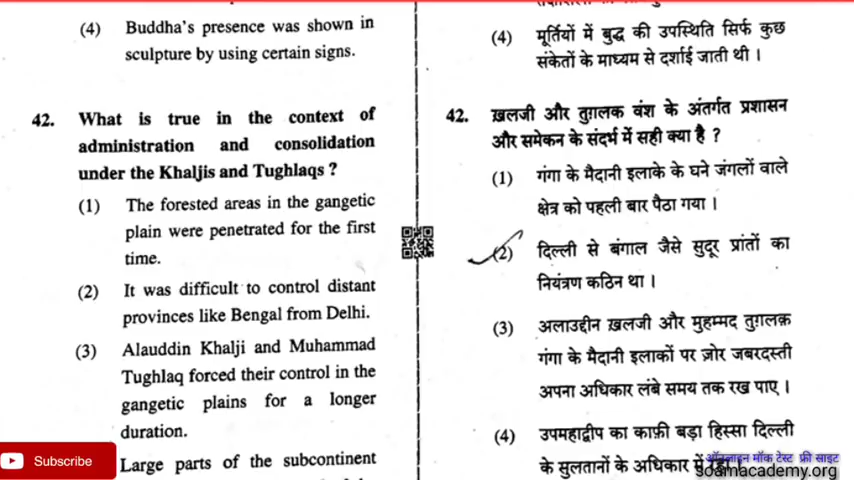 (4) Buddha's presence was shown in
sculpture by using certain signs.
42. What is true in the context of
administration and consolidation
under the Khaljis and Tughlaqs ?
(1) The forested areas in the gangetic
plain were penetrated for the first
time.
(2) It was difficult to control distant
provinces like Bengal from Delhi.
(3) Alauddin Khalji and Muhammad
Tughlaq forced their control in the
gangetic plains for a longer
duration.
Large parts of the subcontinent
Subscribe
(4) मूर्तियों में बुद्ध की उपस्थिति सिर्फ कुछ
संकेतों के माध्यम से दर्शाई जाती थी ।
42. ख़लजी और तुग़लक वंश के अंतर्गत प्रशासन
और समेकन के संदर्भ में सही क्या है ?
(1) गंगा के मैदानी इलाके के घने जंगलों वाले
क्षेत्र को पहली बार पैठा गया ।
(2) दिल्ली से बंगाल जैसे सुदूर प्रांतों का
नियंत्रण कठिन था ।
(3) अलाउद्दीन ख़लजी और मुहम्मद तुग़लक़
गंगा के मैदानी इलाकों पर ज़ोर जबरदस्ती
अपना अधिकार लंबे समय तक रख पाए ।
(4) उपमहाद्वीप का काफ़ी बड़ा हिस्सा दिल्ली
के सुल्तानों के अधिकार में रहा ।
ऑनलाइन मॉक टेस्ट फ्री साइट
soamacademy.org